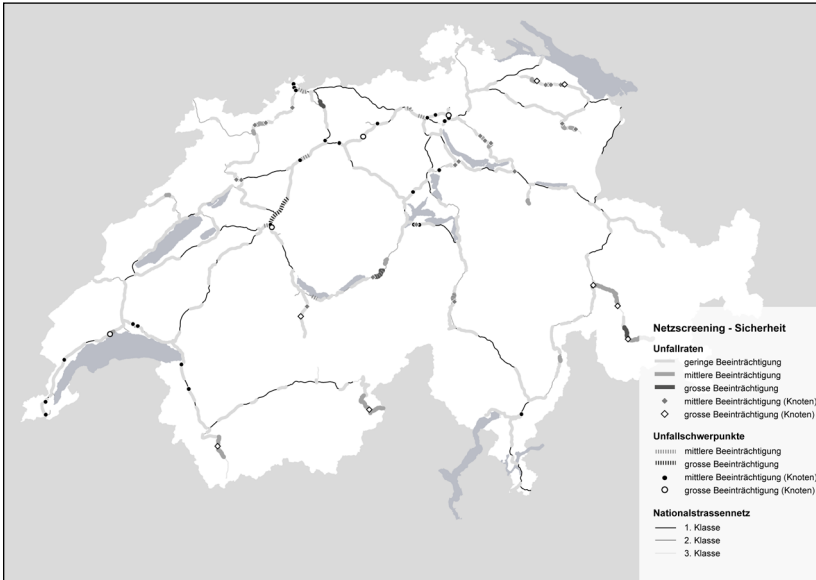 Netzscreening - Sicherheit
Unfallraten
geringe Beeinträchtigung
mittlere Beeinträchtigung
grosse Beeinträchtigung
mittlere Beeinträchtigung (Knoten)
grosse Beeinträchtigung (Knoten)
Unfallschwerpunkte
mittlere Beeinträchtigung
grosse Beeinträchtigung
mittlere Beeinträchtigung (Knoten)
grosse Beeinträchtigung (Knoten)
Nationalstrassennetz
1. Klasse
2. Klasse
3. Klasse